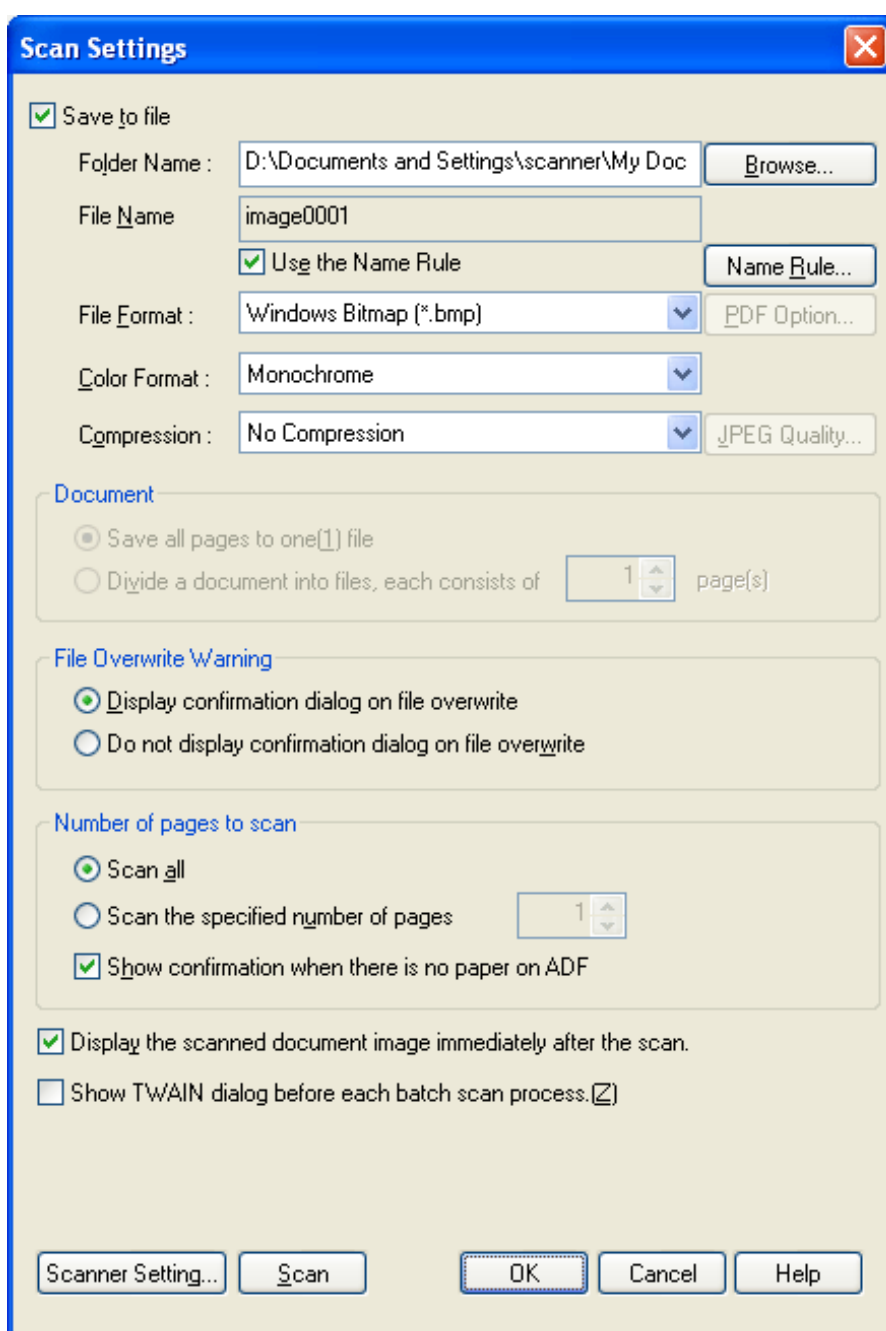 Scan Settings
Save to file
Folder Name : D:\Documents and Settings\scanner\My Doc Browse...
File Name image0001
Use the Name Rule Name Rule...
File Format : Windows Bitmap (*.bmp) PDF Option...
Color Format : Monochrome
Compression : No Compression JPEG Quality...
Document
Save all pages to one(1) file
Divide a document into files, each consists of 1 page(s)
File Overwrite Warning
Display confirmation dialog on file overwrite
Do not display confirmation dialog on file overwrite
Number of pages to scan
Scan all
Scan the specified number of pages 1
Show confirmation when there is no paper on ADF
Display the scanned document image immediately after the scan.
Show TWAIN dialog before each batch scan process.(Z)
Scanner Setting... Scan OK Cancel Help